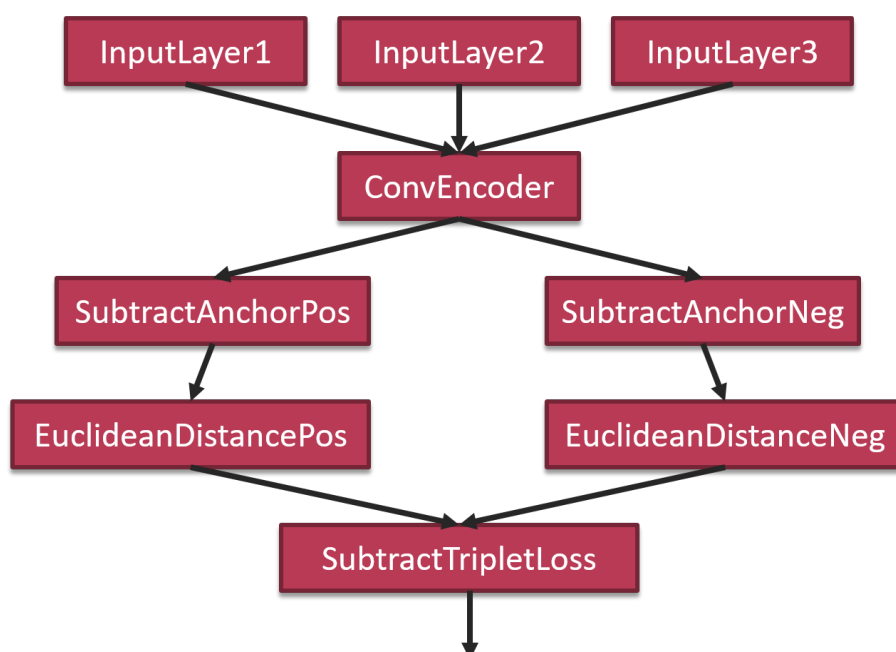 InputLayer1
InputLayer2
InputLayer3
ConvEncoder
SubtractAnchorPos
SubtractAnchorNeg
EuclideanDistancePos
EuclideanDistanceNeg
SubtractTripletLoss